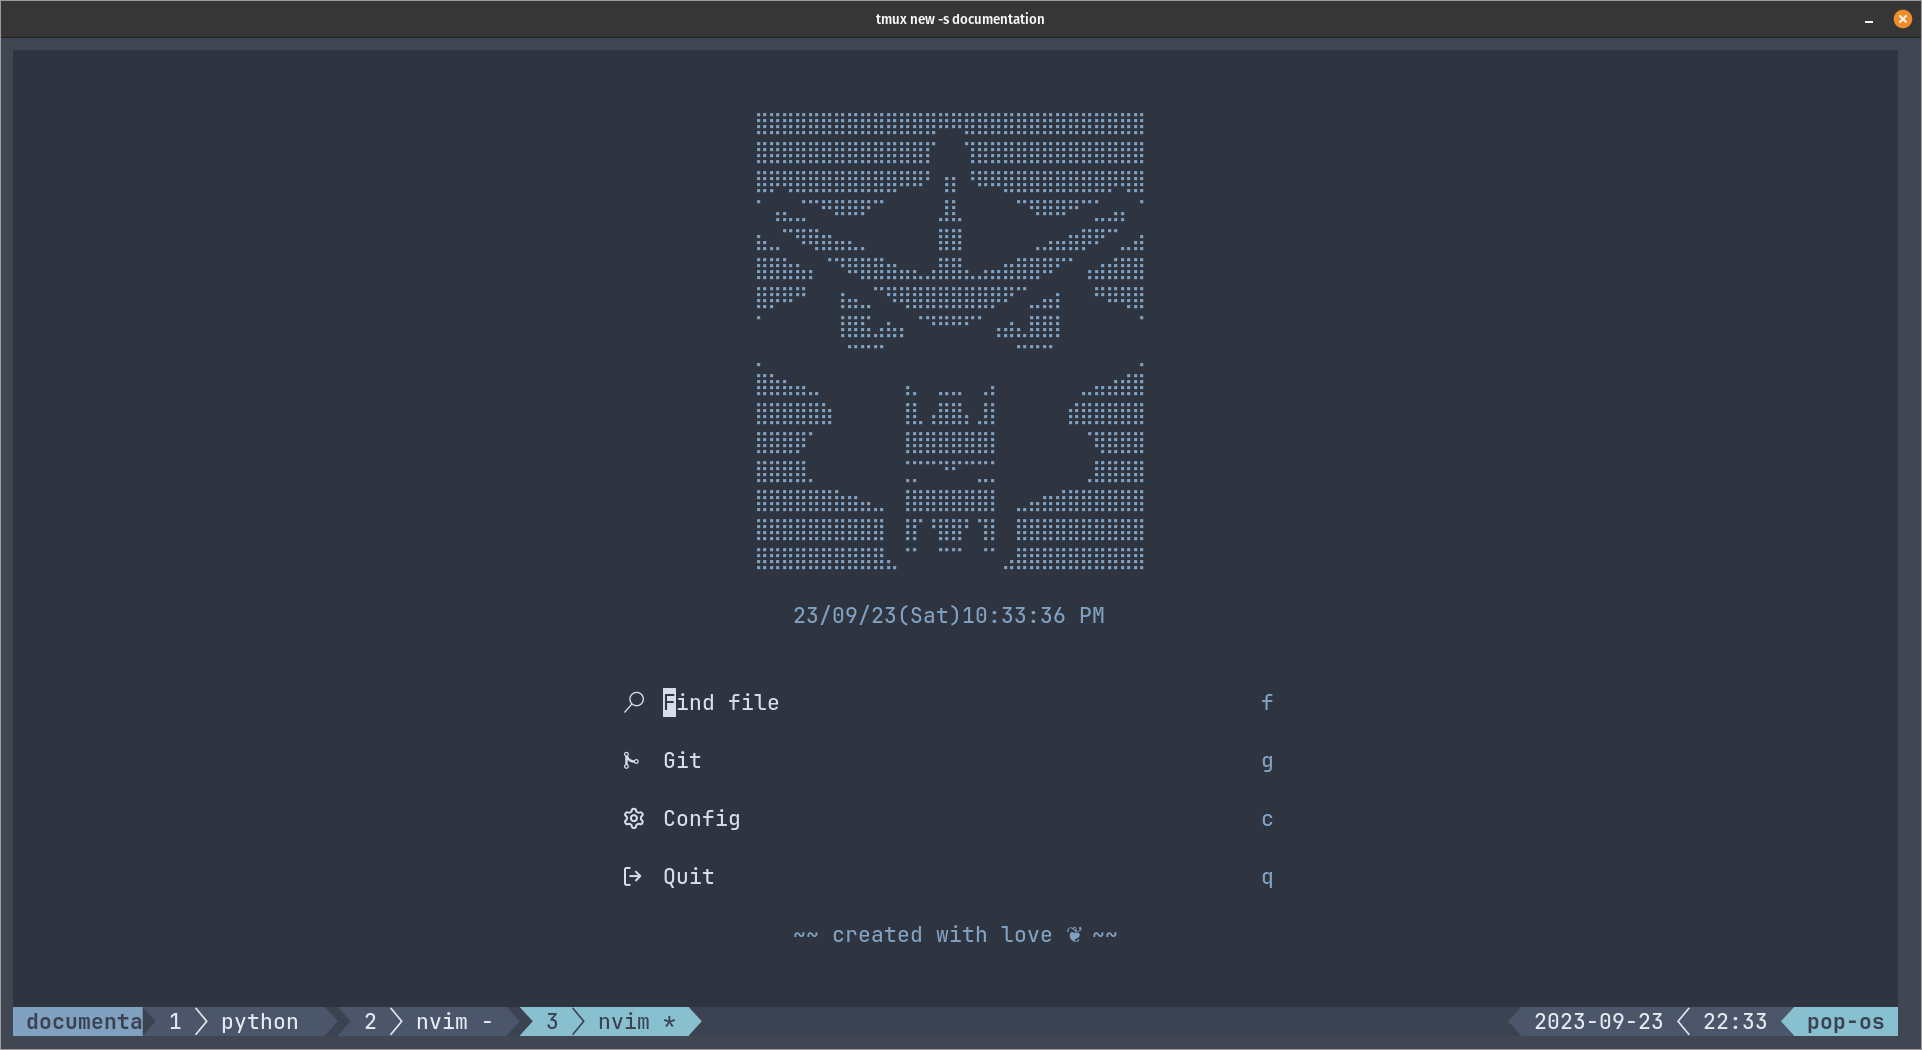 tmux new -s documentation
23/09/23(Sat)10:33:36 PM
Find file f
Git g
Config c
Quit q
~~ created with love ❦ ~~
documenta 1 python 2 nvim - 3 nvim * 2023-09-23 22:33 pop-os